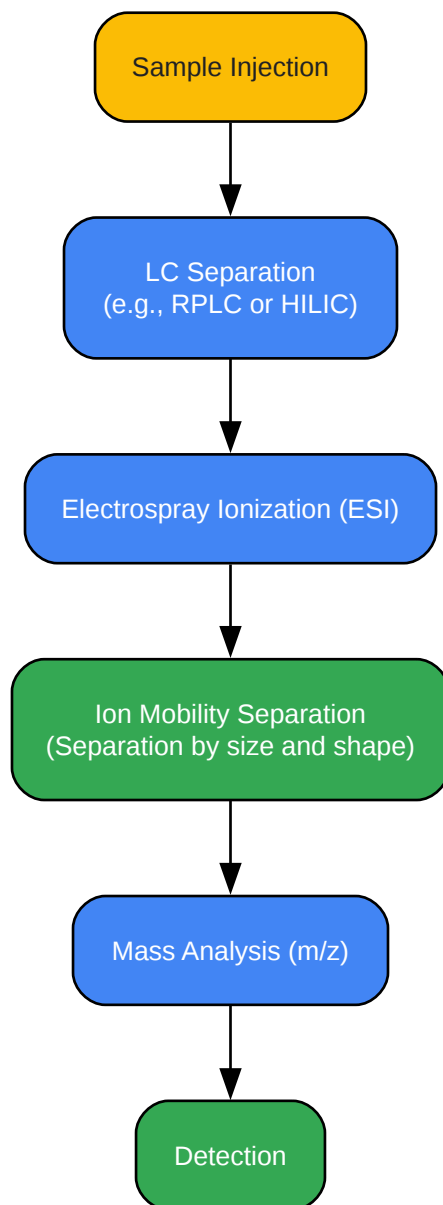 Sample Injection
LC Separation
(e.g., RPLC or HILIC)
Electrospray Ionization (ESI)
Ion Mobility Separation
(Separation by size and shape)
Mass Analysis (m/z)
Detection